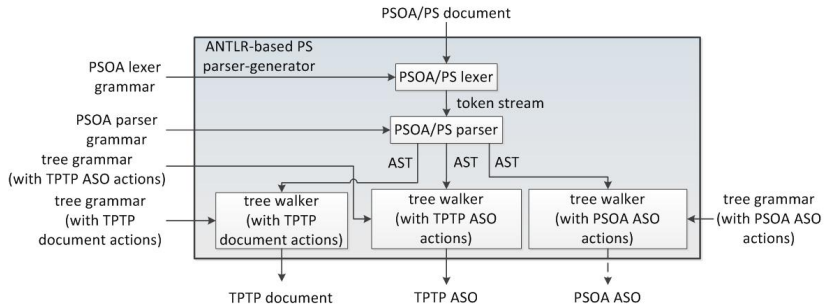 PSOA/PS document
ANTLR-based PS
parser-generator
PSOA lexer
grammar
PSOA/PS lexer
token stream
PSOA parser
grammar
PSOA/PS parser
tree grammar
(with TPTP ASO actions)
AST
AST
AST
tree grammar
(with TPTP
document actions)
tree walker
(with TPTP
document actions)
tree walker
(with TPTP ASO
actions)
tree walker
(with PSOA ASO
actions)
tree grammar
(with PSOA ASO
actions)
TPTP document
TPTP ASO
PSOA ASO